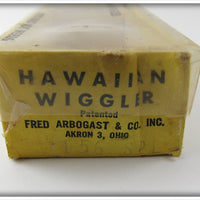 HAWAIIAN
WIGGLER
Patented
FRED ARBOGAST & CO. INC.
AKRON 3, OHIO